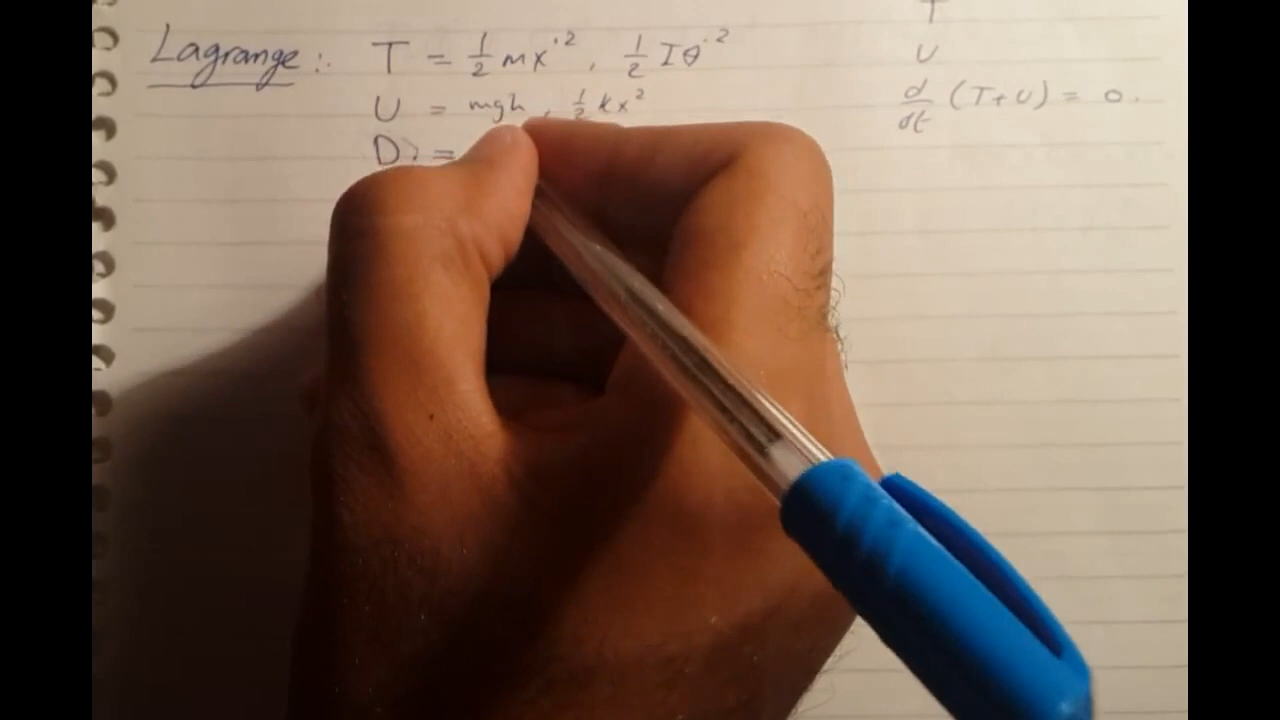 Lagrange:. T = ½ mẋ², ½ Iθ̇²
U = mgh, ½ kx²
D =
T
U
d/dt (T+U) = 0.